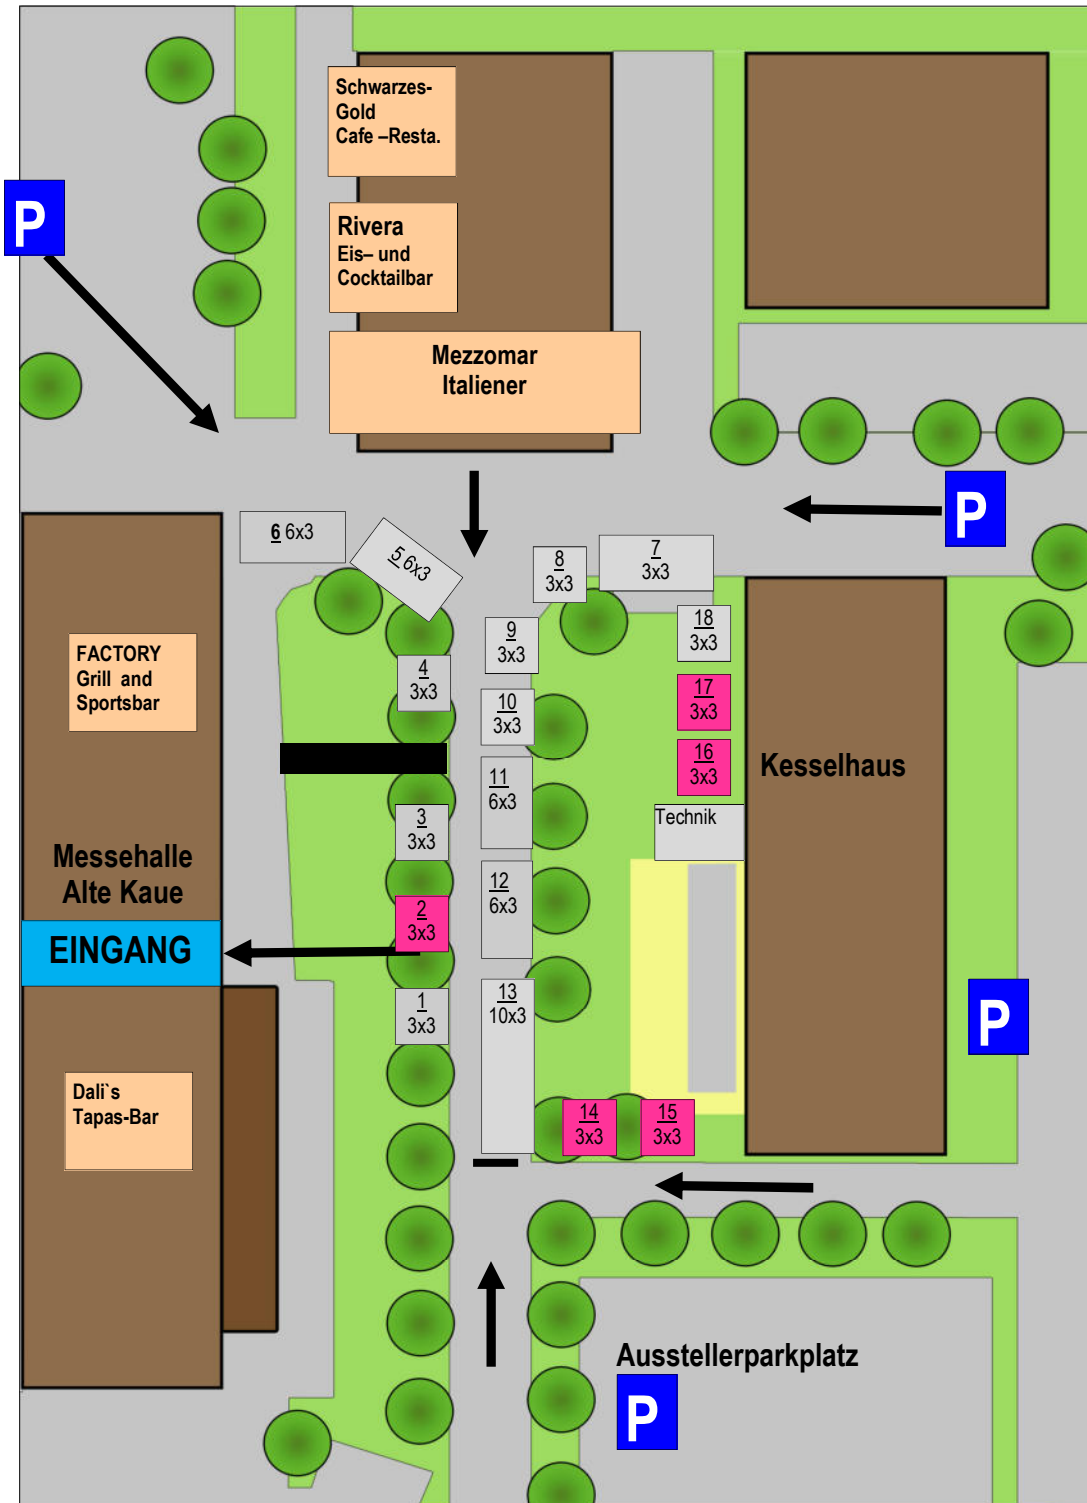 Schwarzes-
Gold
Cafe –Resta.
P
Rivera
Eis– und
Cocktailbar
Mezzomar
Italiener
P
6 6x3
5 6x3
8
3x3
7
3x3
9
3x3
18
3x3
FACTORY
Grill and
Sportsbar
4
3x3
10
3x3
17
3x3
16
3x3
Kesselhaus
11
6x3
3
3x3
Technik
Messehalle
Alte Kaue
12
6x3
2
3x3
EINGANG
1
3x3
13
10x3
P
Dali`s
Tapas-Bar
14
3x3
15
3x3
Ausstellerparkplatz
P